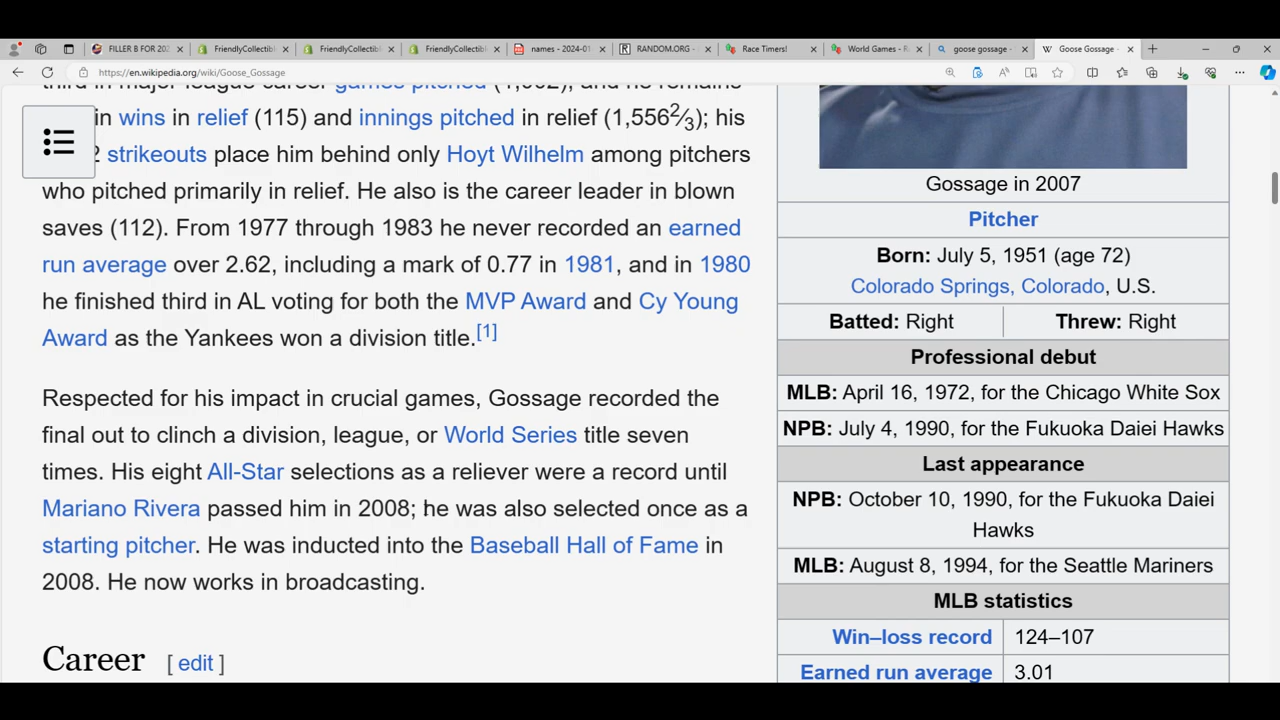 FILLER B FOR 202
FriendlyCollectibl
FriendlyCollectibl
FriendlyCollectibl
names - 2024-01
RANDOM.ORG -
Race Timers!
World Games - R
goose gossage -
Goose Gossage -
https://en.wikipedia.org/wiki/Goose_Gossage
in wins in relief (115) and innings pitched in relief (1,556⅔); his
2 strikeouts place him behind only Hoyt Wilhelm among pitchers
who pitched primarily in relief. He also is the career leader in blown
saves (112). From 1977 through 1983 he never recorded an earned
run average over 2.62, including a mark of 0.77 in 1981, and in 1980
he finished third in AL voting for both the MVP Award and Cy Young
Award as the Yankees won a division title.[1]
Respected for his impact in crucial games, Gossage recorded the
final out to clinch a division, league, or World Series title seven
times. His eight All-Star selections as a reliever were a record until
Mariano Rivera passed him in 2008; he was also selected once as a
starting pitcher. He was inducted into the Baseball Hall of Fame in
2008. He now works in broadcasting.
Career [ edit ]
Gossage in 2007
Pitcher
Born: July 5, 1951 (age 72)
Colorado Springs, Colorado, U.S.
Batted: Right Threw: Right
Professional debut
MLB: April 16, 1972, for the Chicago White Sox
NPB: July 4, 1990, for the Fukuoka Daiei Hawks
Last appearance
NPB: October 10, 1990, for the Fukuoka Daiei
Hawks
MLB: August 8, 1994, for the Seattle Mariners
MLB statistics
Win–loss record 124–107
Earned run average 3.01